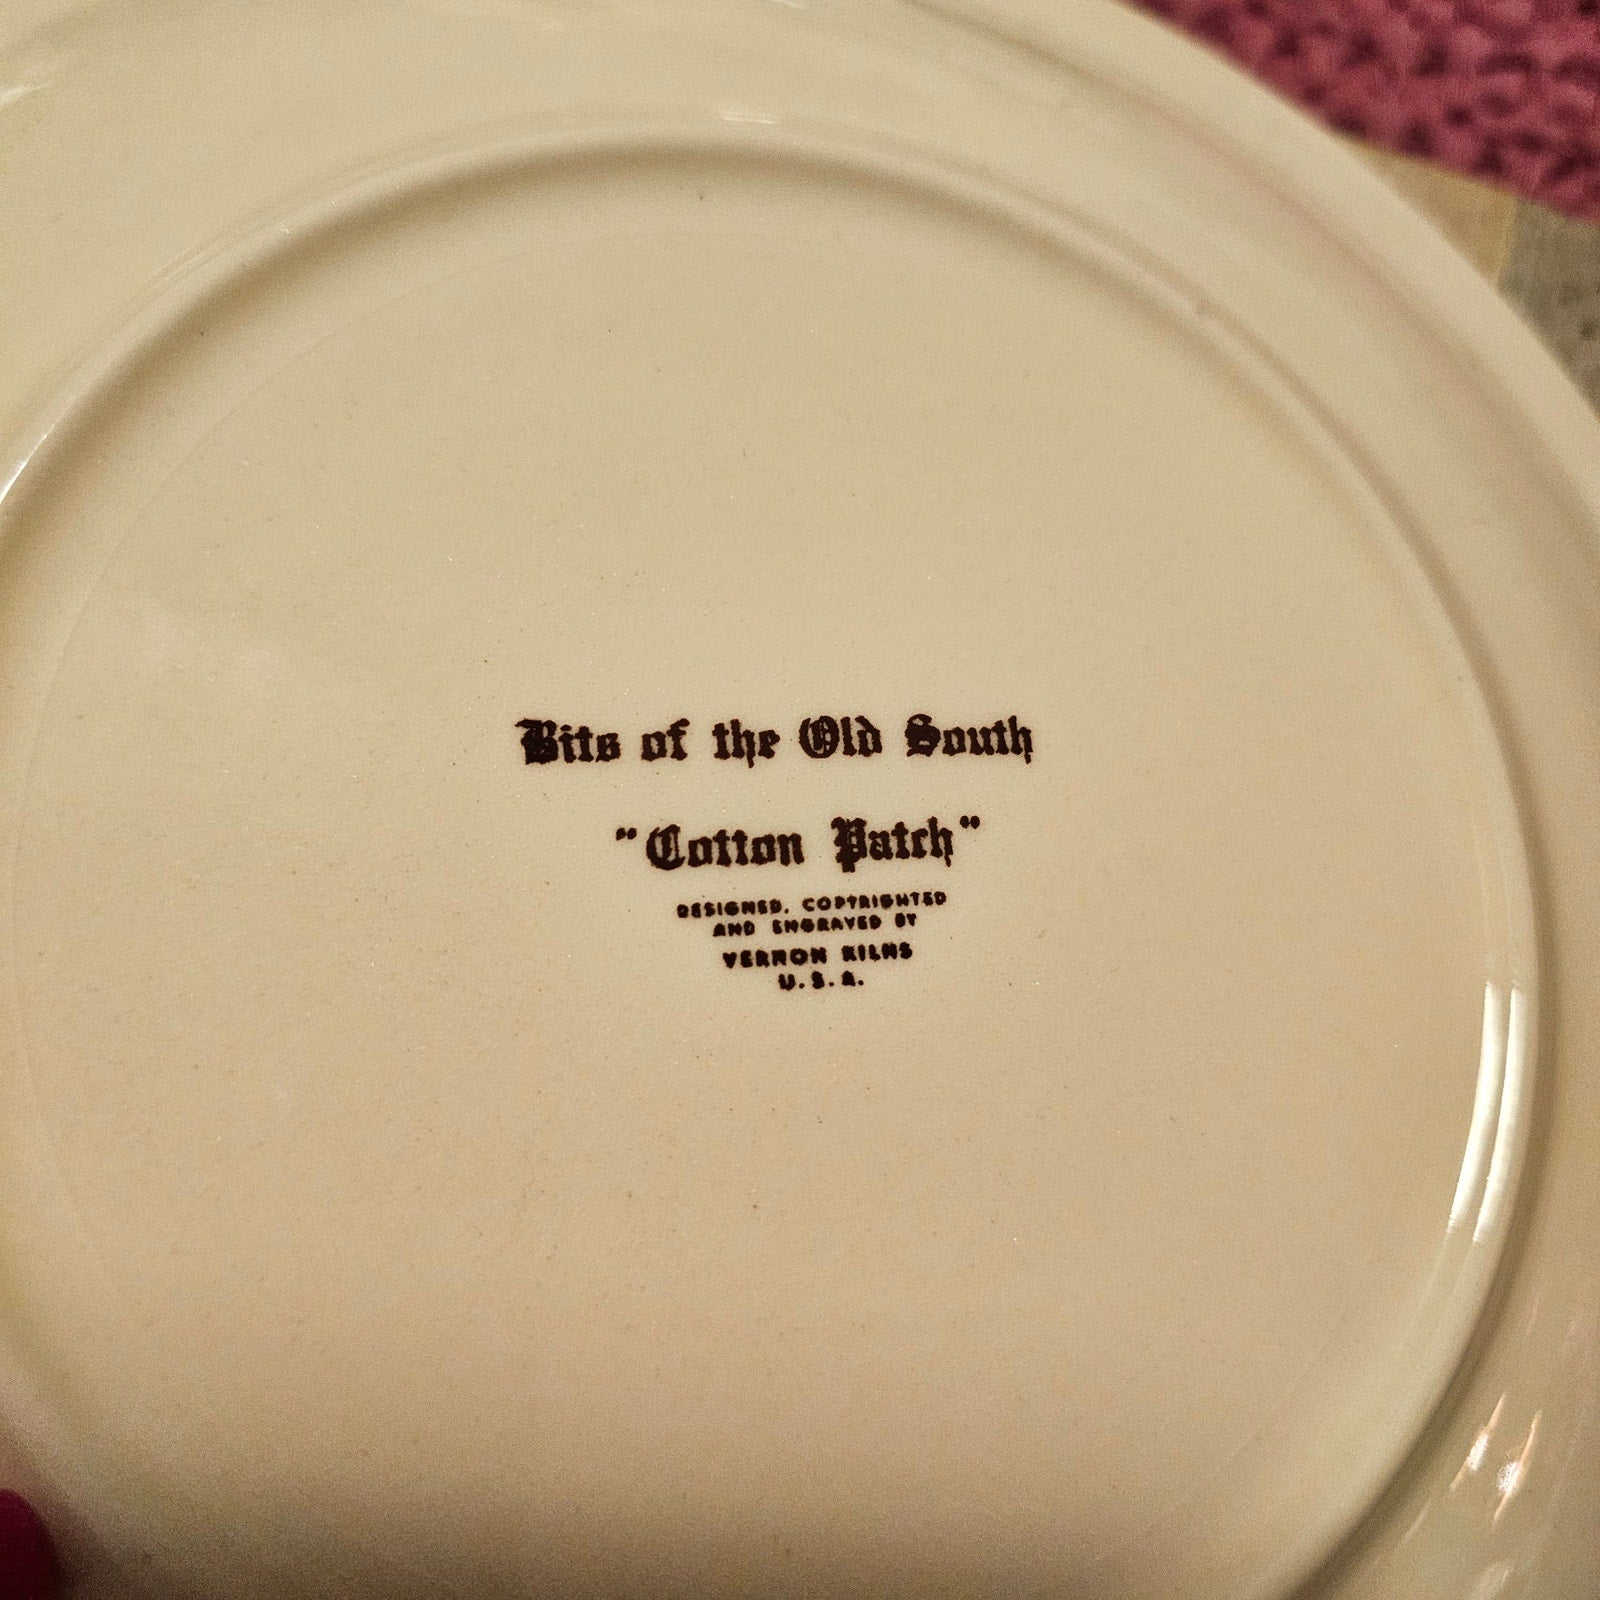 Bits of the Old South
"Cotton Patch"
DESIGNED, COPYRIGHTED
AND ENGRAVED BY
VERNON KILNS
U.S.A.